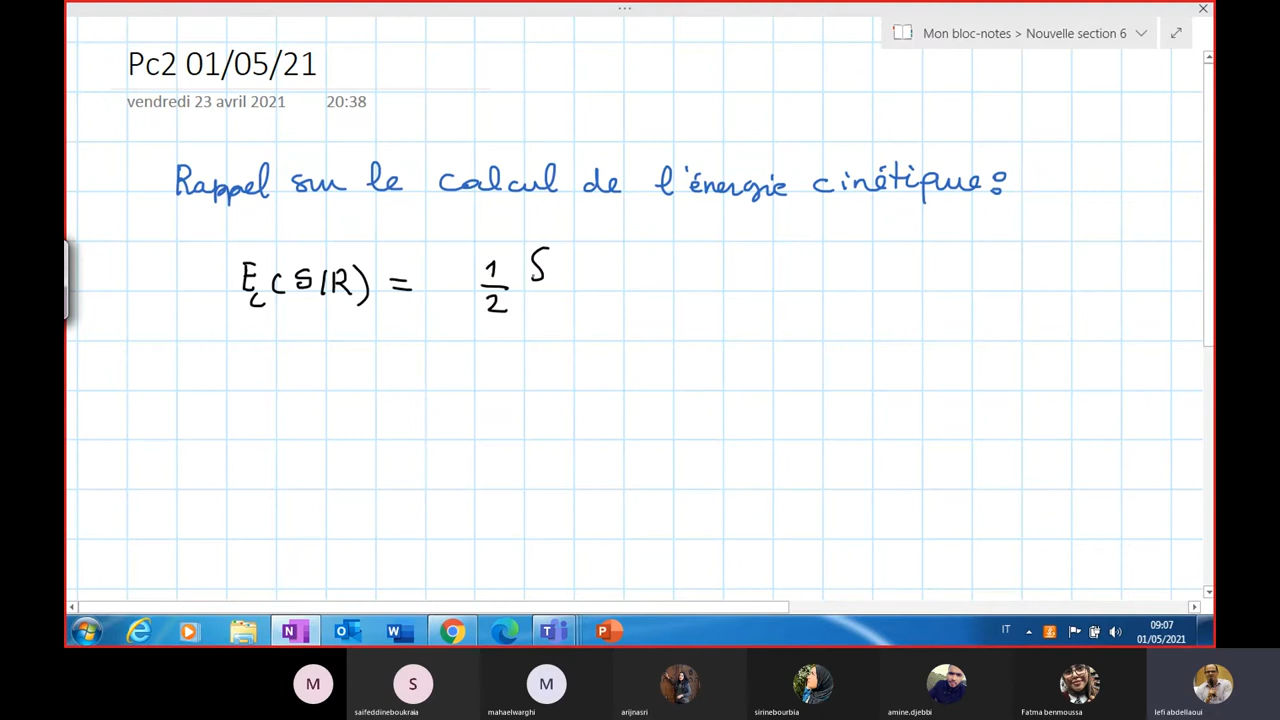 Mon bloc-notes > Nouvelle section 6
Pc2 01/05/21
vendredi 23 avril 2021 20:38
Rappel sur le calcul de l'énergie cinétique :
Ec(S/R) = 1/2 S
IT
09:07
01/05/2021
M
S
M
saifeddineboukraia
mahaelwarghi
arijnasri
sirinebourbia
amine.djebbi
Fatma benmoussa
lefi abdellaoui